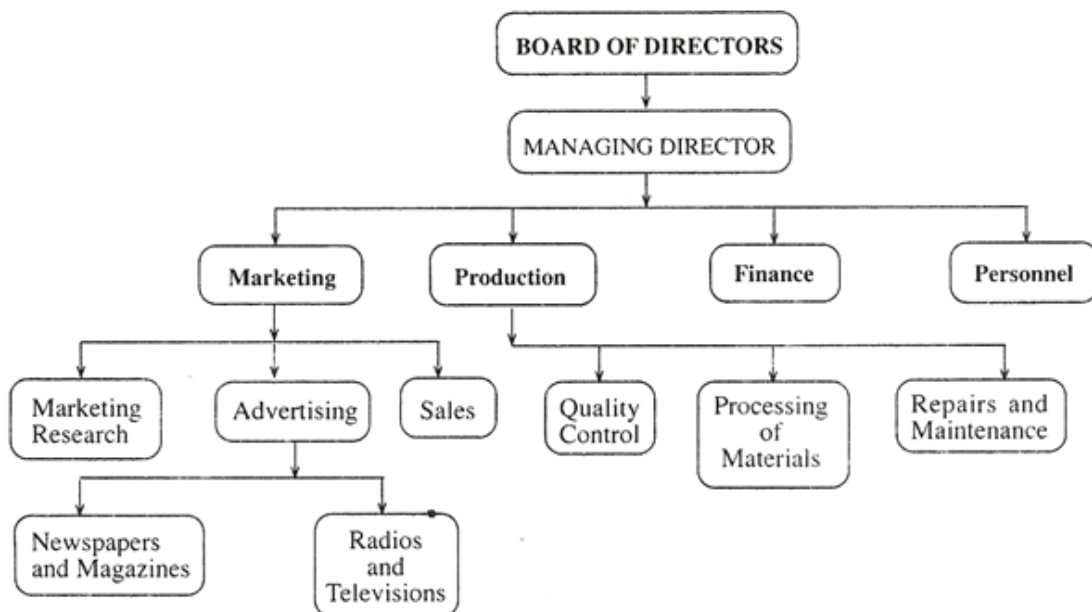 BOARD OF DIRECTORS
MANAGING DIRECTOR
Marketing
Production
Finance
Personnel
Marketing
Research
Advertising
Sales
Quality
Control
Processing
of
Materials
Repairs and
Maintenance
Newspapers
and Magazines
Radios
and
Televisions